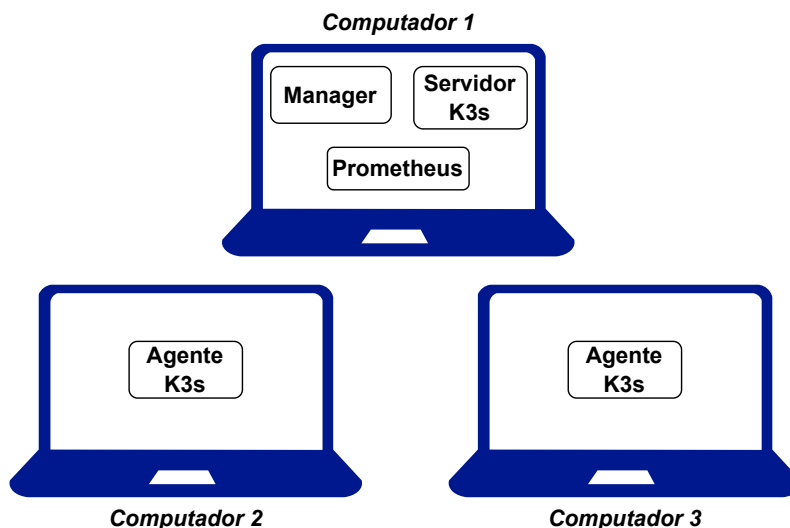 Computador 1
Manager
Servidor
K3s
Prometheus
Agente
K3s
Agente
K3s
Computador 2
Computador 3